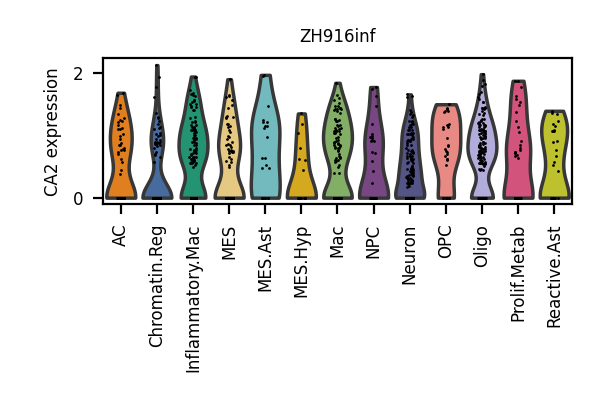 ZH916inf
CA2 expression
2
0
AC
Chromatin.Reg
Inflammatory.Mac
MES
MES.Ast
MES.Hyp
Mac
NPC
Neuron
OPC
Oligo
Prolif.Metab
Reactive.Ast